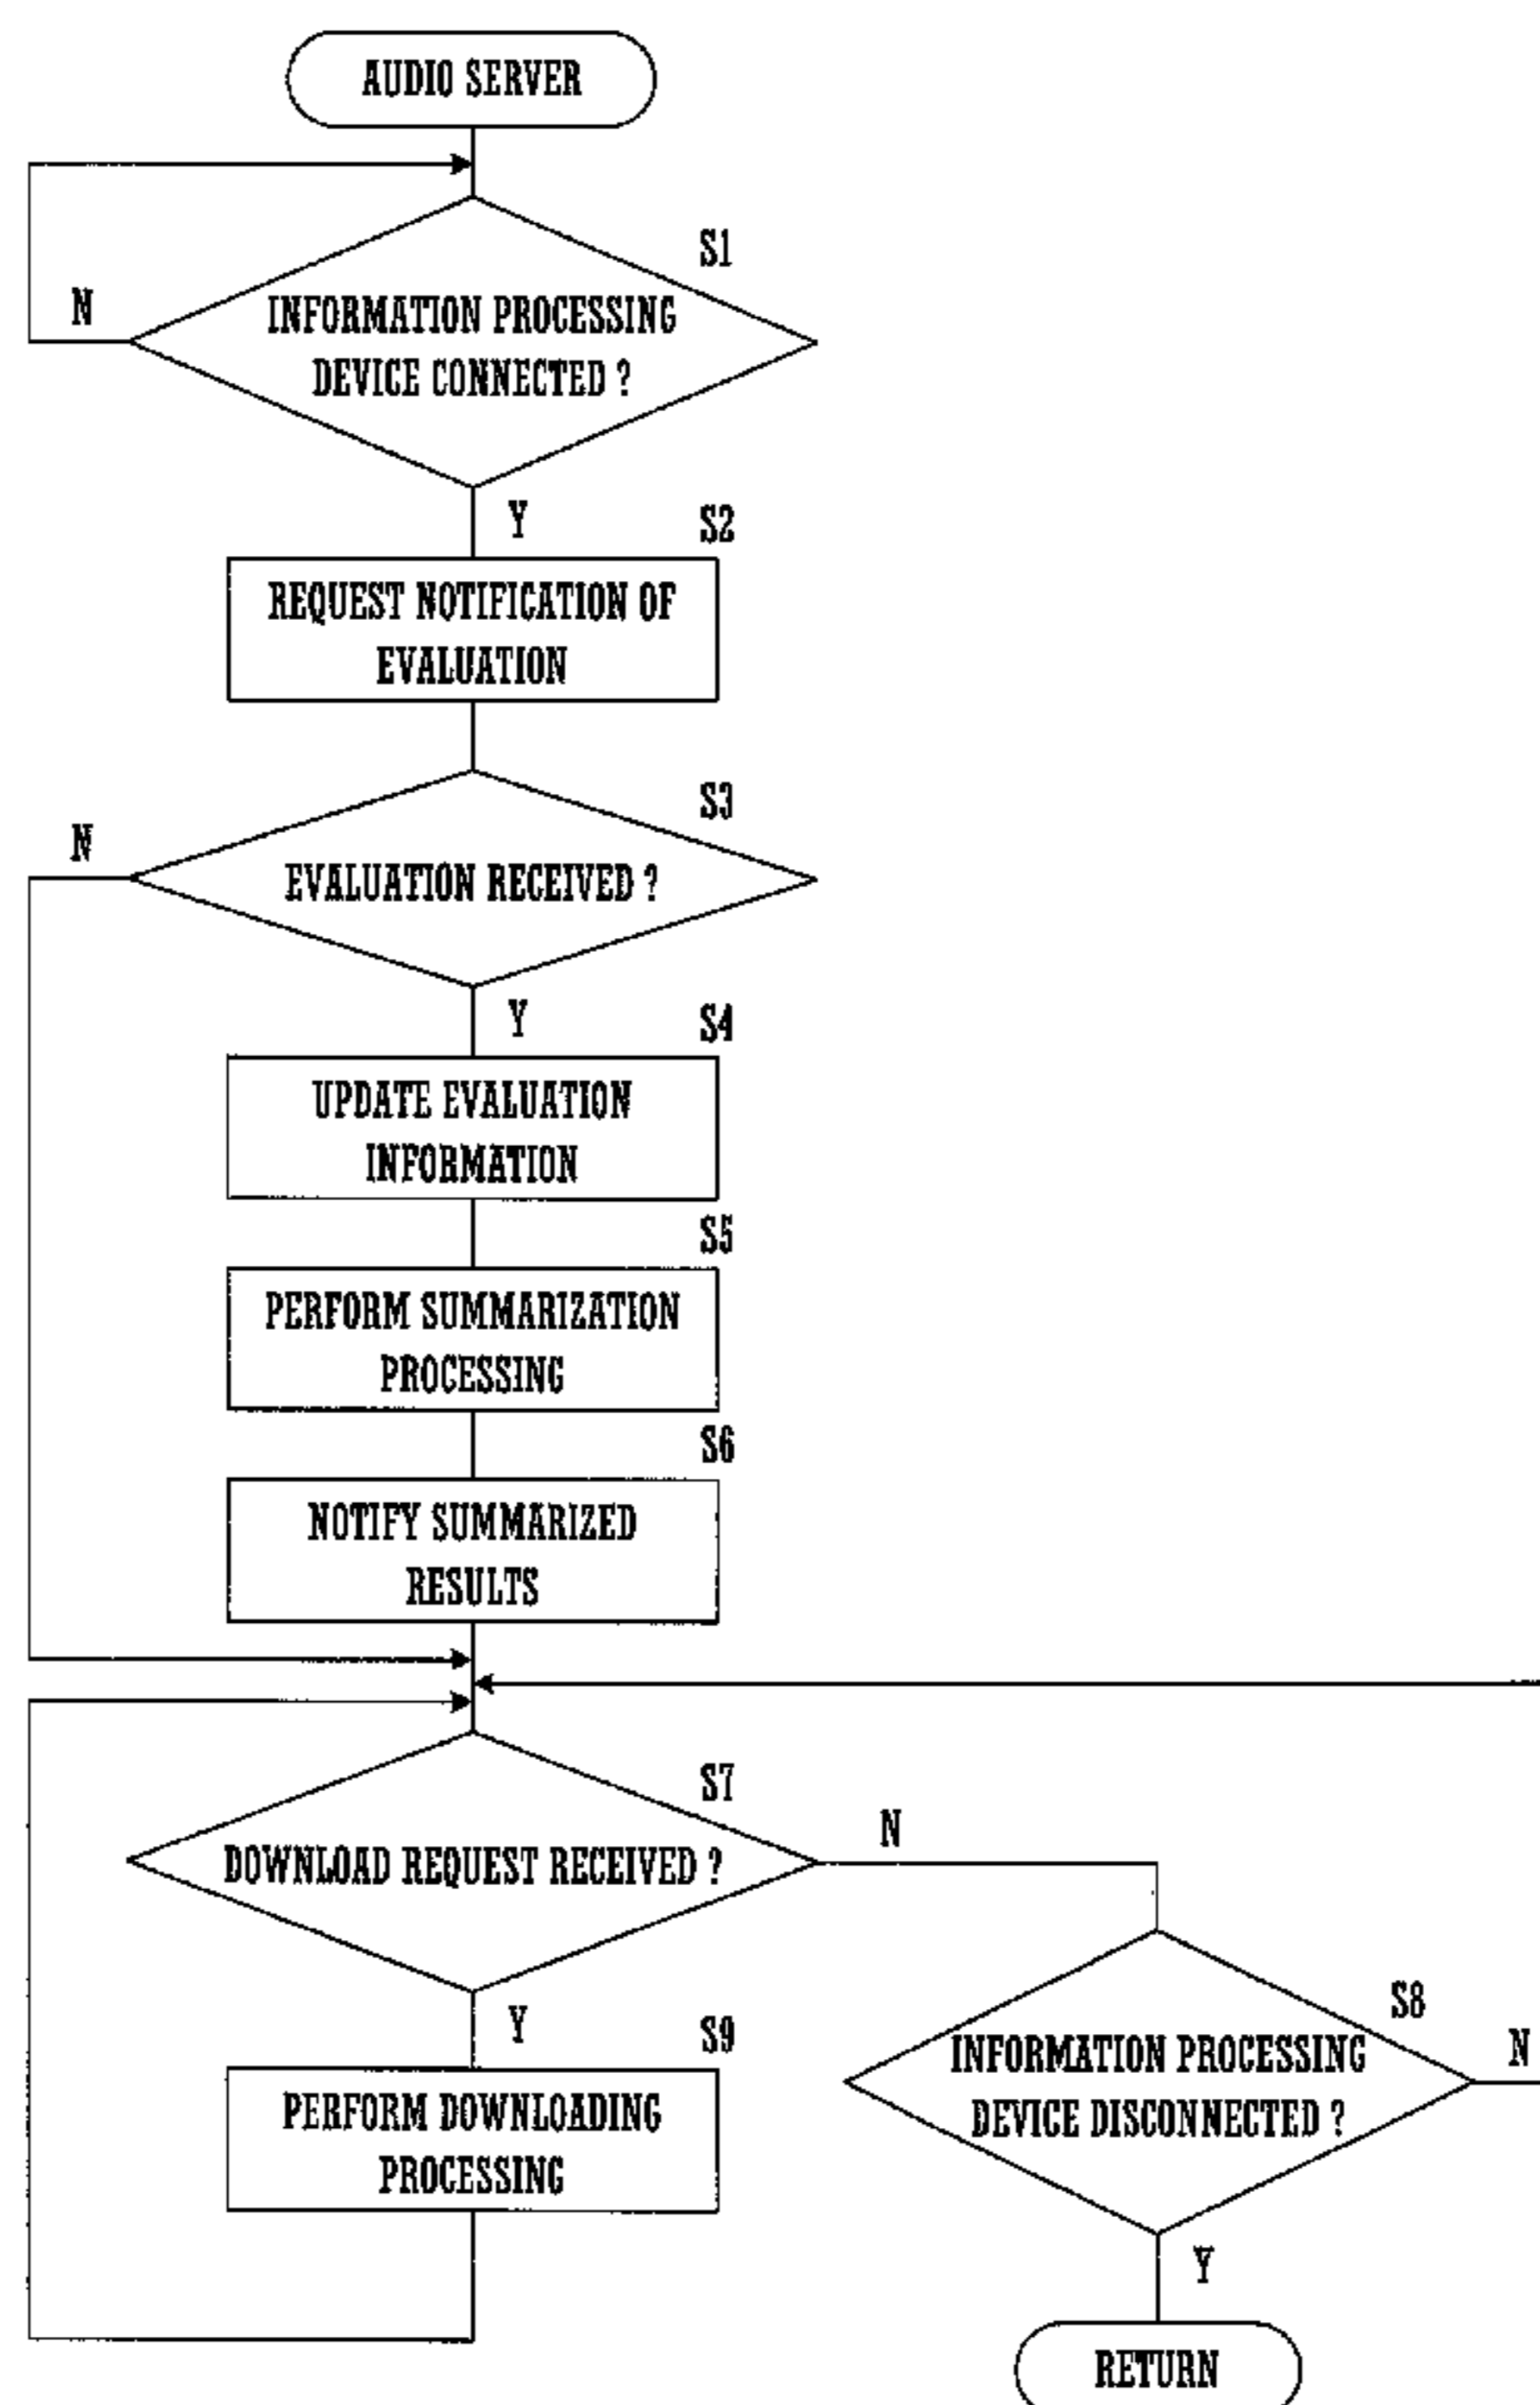 AUDIO SERVER
S1
N
INFORMATION PROCESSING
DEVICE CONNECTED ?
Y
S2
REQUEST NOTIFICATION OF
EVALUATION
S3
N
EVALUATION RECEIVED ?
Y
S4
UPDATE EVALUATION
INFORMATION
S5
PERFORM SUMMARIZATION
PROCESSING
S6
NOTIFY SUMMARIZED
RESULTS
S7
N
DOWNLOAD REQUEST RECEIVED ?
Y
S9
PERFORM DOWNLOADING
PROCESSING
S8
N
INFORMATION PROCESSING
DEVICE DISCONNECTED ?
Y
RETURN